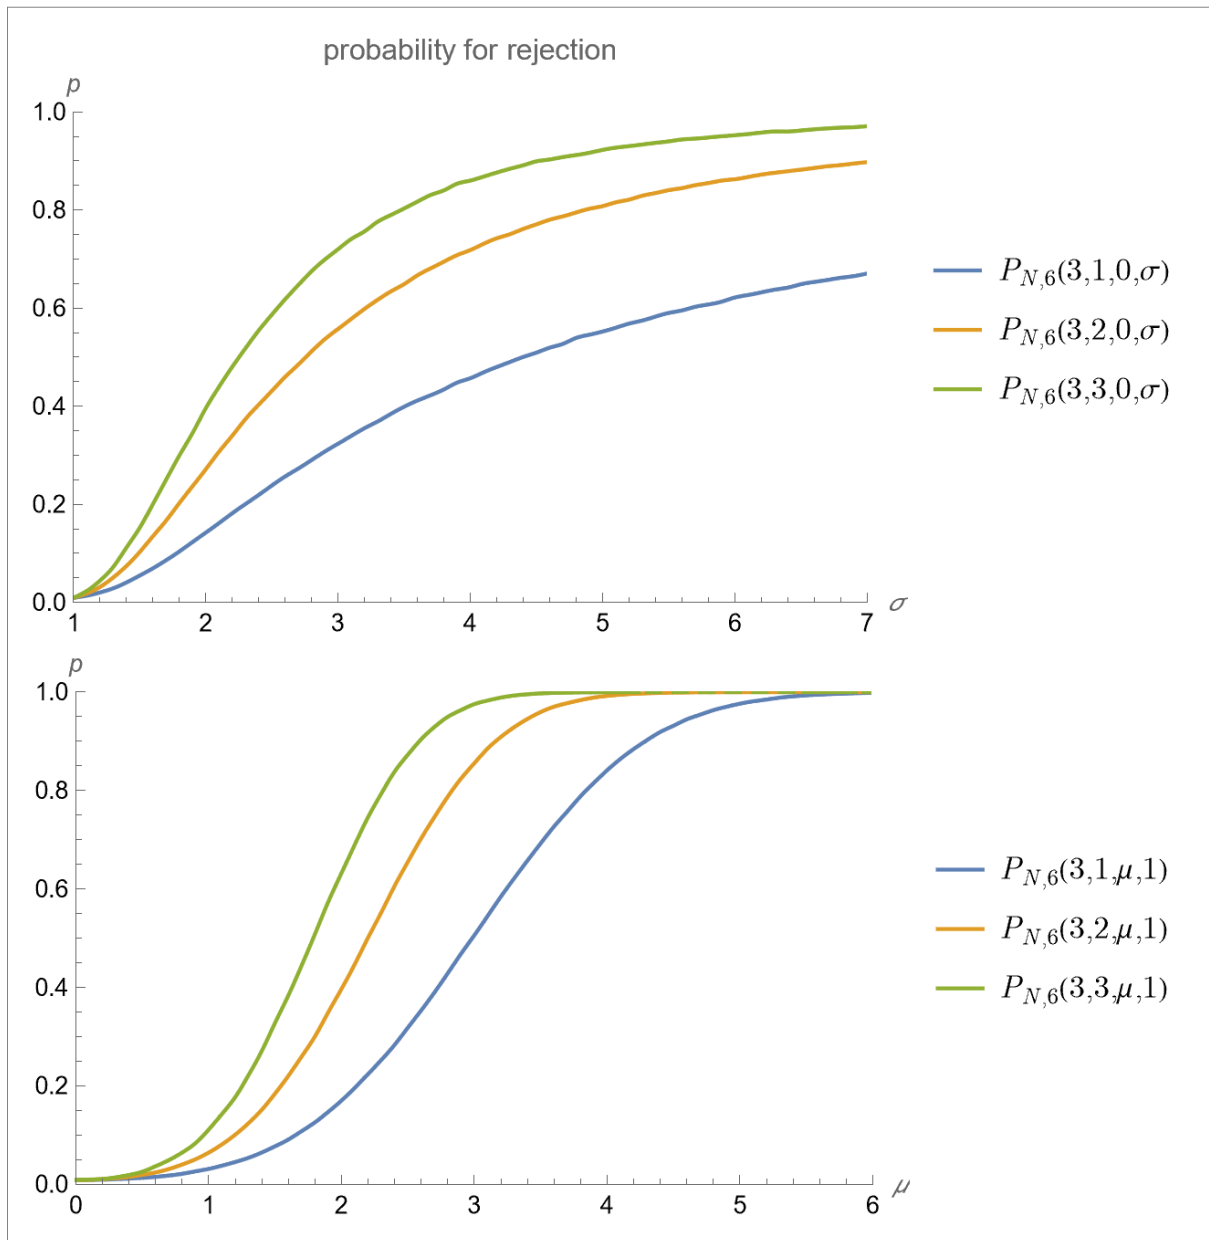 probability for rejection
p
1.0
0.8
0.6
0.4
0.2
0.0
1 2 3 4 5 6 7 σ
P_{N,6}(3,1,0,σ)
P_{N,6}(3,2,0,σ)
P_{N,6}(3,3,0,σ)
p
1.0
0.8
0.6
0.4
0.2
0.0
0 1 2 3 4 5 6 μ
P_{N,6}(3,1,μ,1)
P_{N,6}(3,2,μ,1)
P_{N,6}(3,3,μ,1)